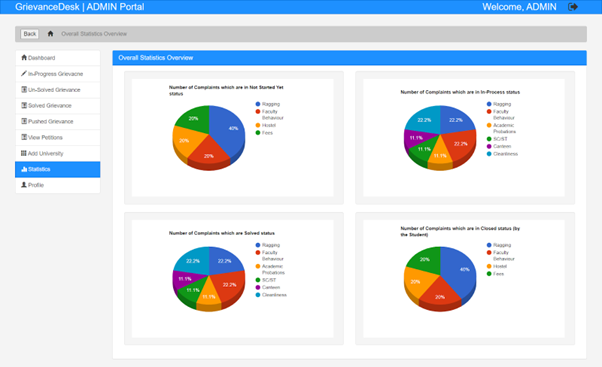 GrievanceDesk | ADMIN Portal
Welcome, ADMIN
Back
Overall Statistics Overview
Dashboard
In-Progress Grievacne
Un-Solved Grievance
Solved Grievance
Pushed Grievance
View Petitions
Add University
Statistics
Profile
Overall Statistics Overview
Number of Complaints which are in Not Started Yet
status
40%
20%
20%
20%
Ragging
Faculty
Behaviour
Hostel
Fees
Number of Complaints which are in In-Process status
22.2%
22.2%
11.1%
11.1%
11.1%
22.2%
Ragging
Faculty
Behaviour
Academic
Probations
SC/ST
Canteen
Cleanliness
Number of Complaints which are Solved status
22.2%
22.2%
11.1%
11.1%
11.1%
22.2%
Ragging
Faculty
Behaviour
Academic
Probations
SC/ST
Canteen
Cleanliness
Number of Complaints which are in Closed status (by
the Student)
40%
20%
20%
20%
Ragging
Faculty
Behaviour
Hostel
Fees